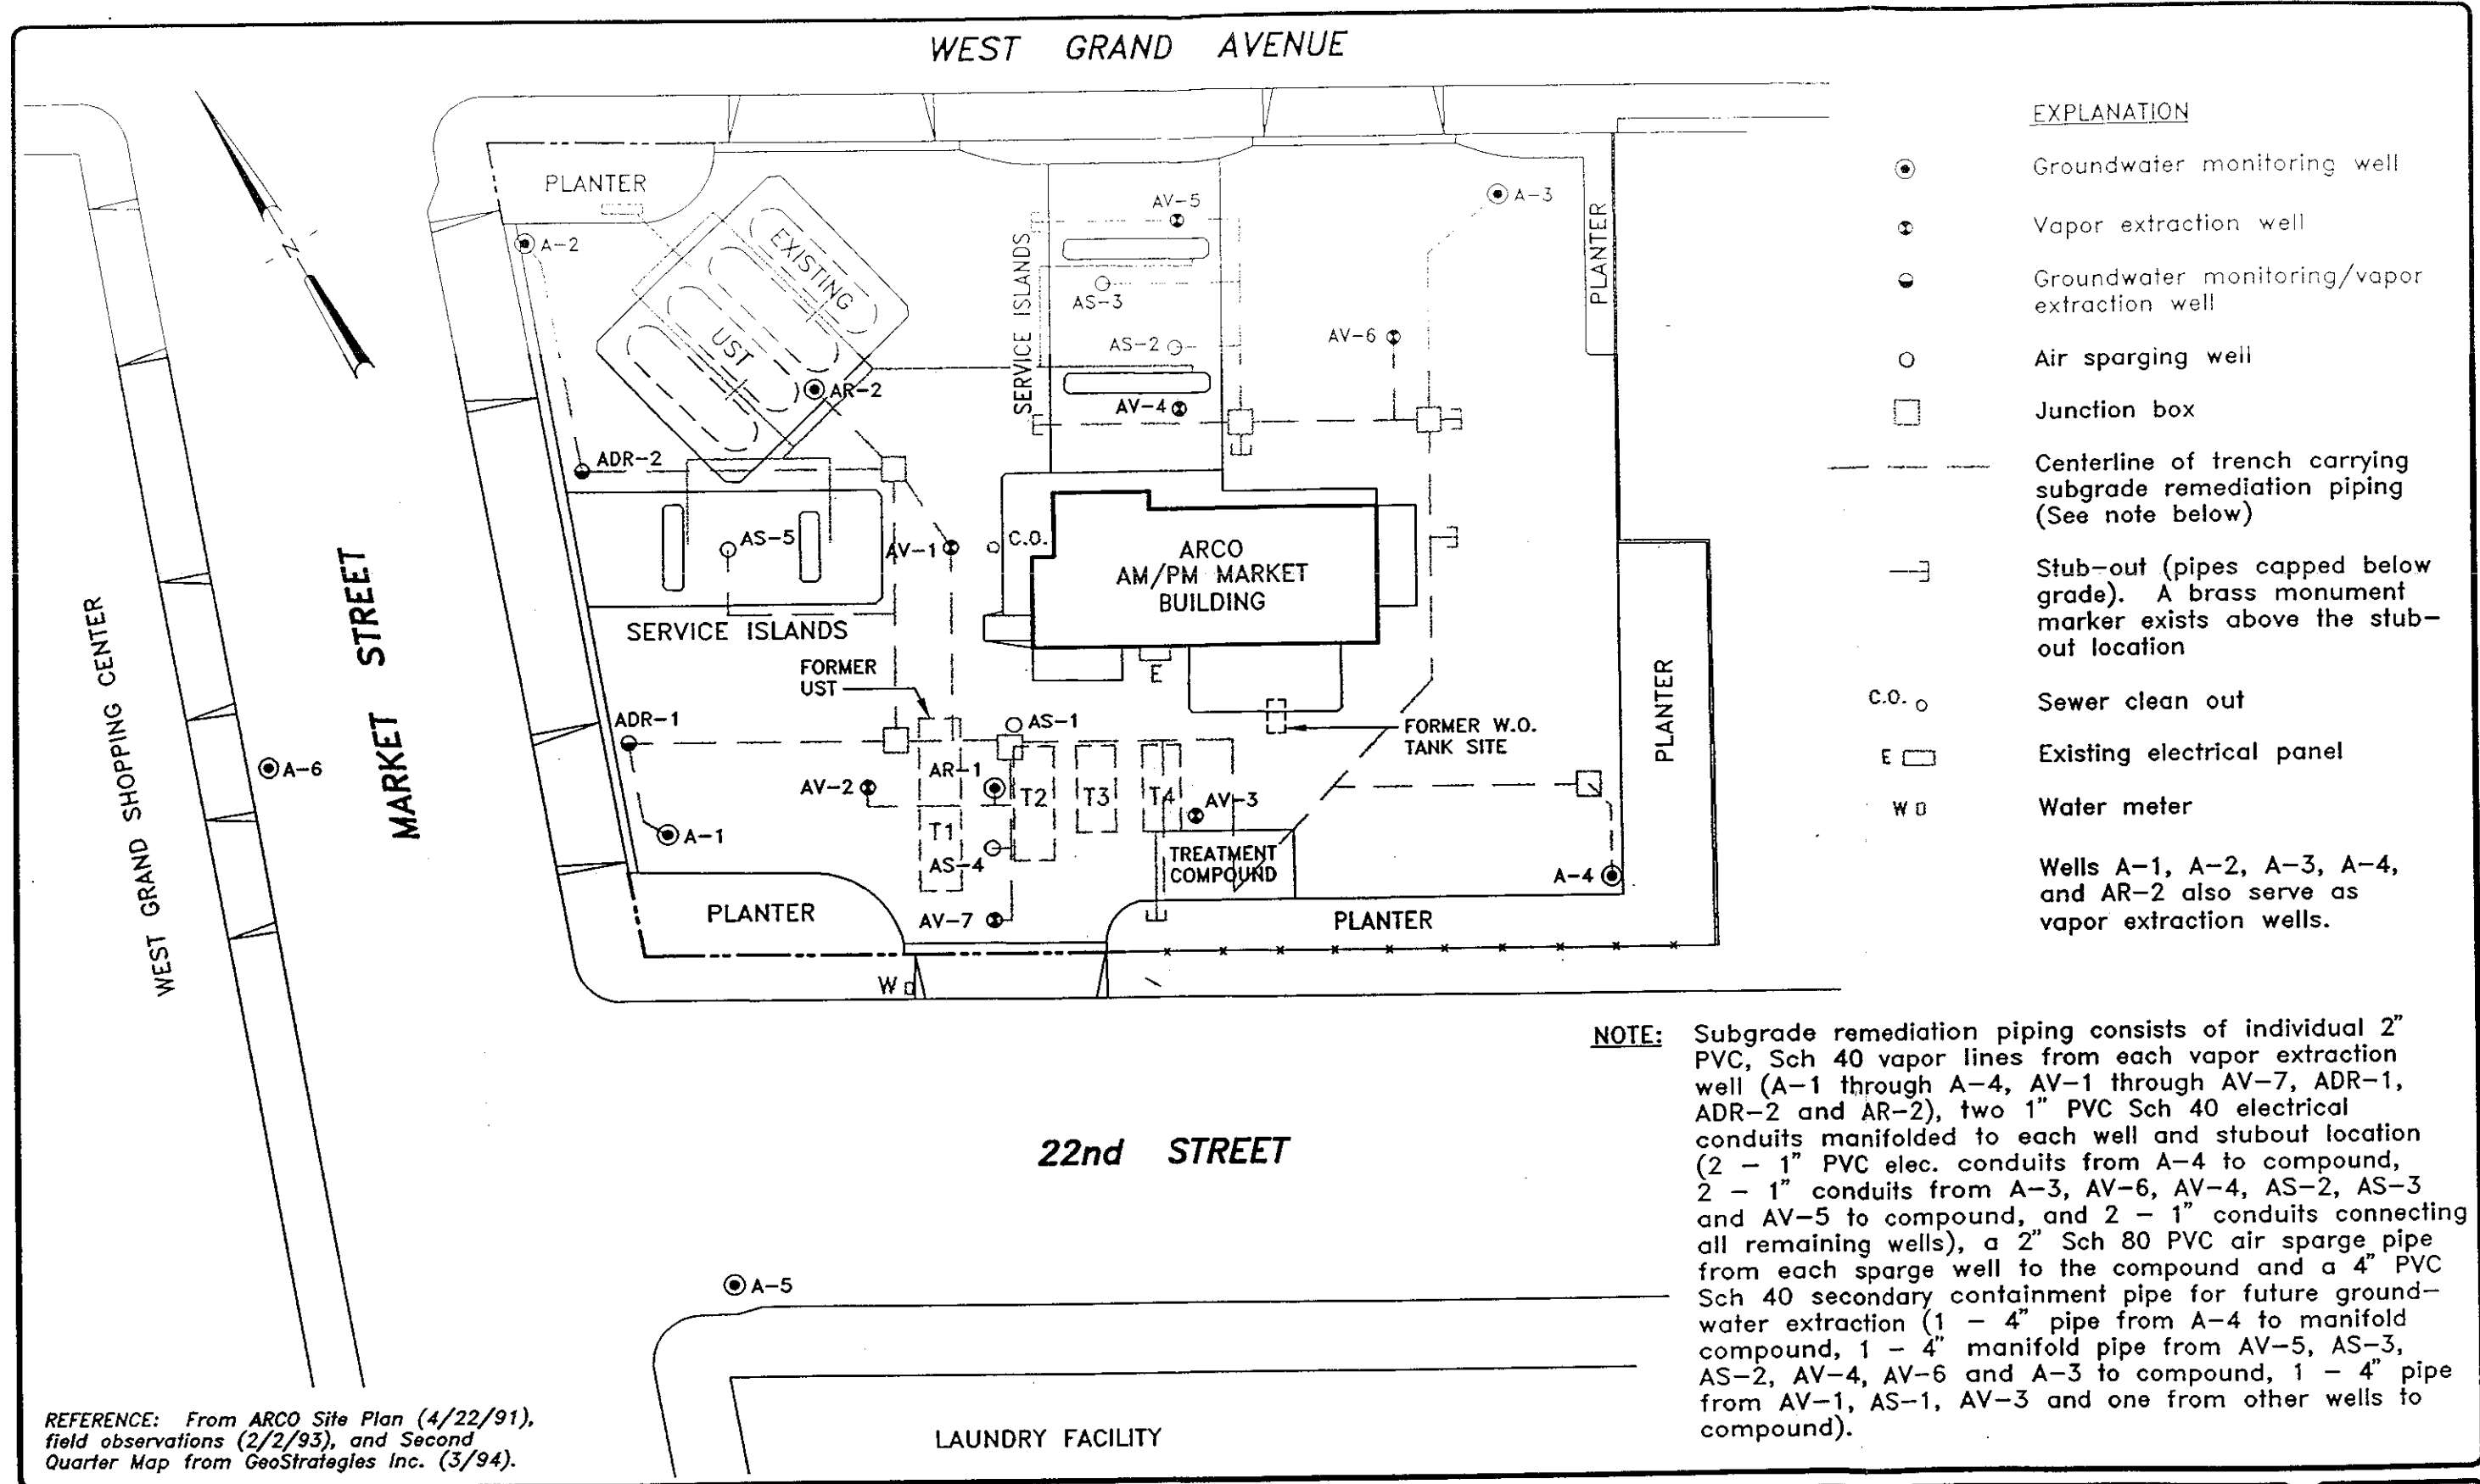 WEST GRAND AVENUE
EXPLANATION
Groundwater monitoring well
Vapor extraction well
Groundwater monitoring/vapor
extraction well
Air sparging well
Junction box
Centerline of trench carrying
subgrade remediation piping
(See note below)
Stub-out (pipes capped below
grade). A brass monument
marker exists above the stub-
out location
C.O.
Sewer clean out
E
Existing electrical panel
W
Water meter
Wells A-1, A-2, A-3, A-4,
and AR-2 also serve as
vapor extraction wells.
N
PLANTER
A-2
EXISTING
UST
AR-2
ADR-2
SERVICE ISLANDS
AV-5
AS-3
AS-2
AV-4
AV-6
A-3
PLANTER
AS-5
AV-1
C.O.
ARCO
AM/PM MARKET
BUILDING
SERVICE ISLANDS
E
FORMER
UST
ADR-1
AS-1
FORMER W.O.
TANK SITE
PLANTER
AV-2
AR-1
T1
T2
T3
T4
AV-3
A-1
AS-4
TREATMENT
COMPOUND
A-4
PLANTER
AV-7
PLANTER
W
A-6
MARKET STREET
WEST GRAND SHOPPING CENTER
22nd STREET
A-5
LAUNDRY FACILITY
NOTE: Subgrade remediation piping consists of individual 2"
PVC, Sch 40 vapor lines from each vapor extraction
well (A-1 through A-4, AV-1 through AV-7, ADR-1,
ADR-2 and AR-2), two 1" PVC Sch 40 electrical
conduits manifolded to each well and stubout location
(2 - 1" PVC elec. conduits from A-4 to compound,
2 - 1" conduits from A-3, AV-6, AV-4, AS-2, AS-3
and AV-5 to compound, and 2 - 1" conduits connecting
all remaining wells), a 2" Sch 80 PVC air sparge pipe
from each sparge well to the compound and a 4" PVC
Sch 40 secondary containment pipe for future ground-
water extraction (1 - 4" pipe from A-4 to manifold
compound, 1 - 4" manifold pipe from AV-5, AS-3,
AS-2, AV-4, AV-6 and A-3 to compound, 1 - 4" pipe
from AV-1, AS-1, AV-3 and one from other wells to
compound).
REFERENCE: From ARCO Site Plan (4/22/91),
field observations (2/2/93), and Second
Quarter Map from GeoStrategies Inc. (3/94).